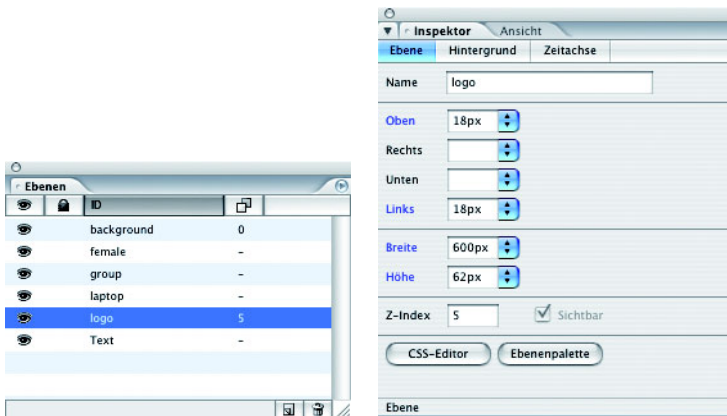 Ebenen
ID
background 0
female -
group -
laptop -
logo 5
Text -
Inspektor Ansicht
Ebene Hintergrund Zeitachse
Name logo
Oben 18px
Rechts
Unten
Links 18px
Breite 600px
Höhe 62px
Z-Index 5 Sichtbar
CSS-Editor Ebenenpalette
Ebene